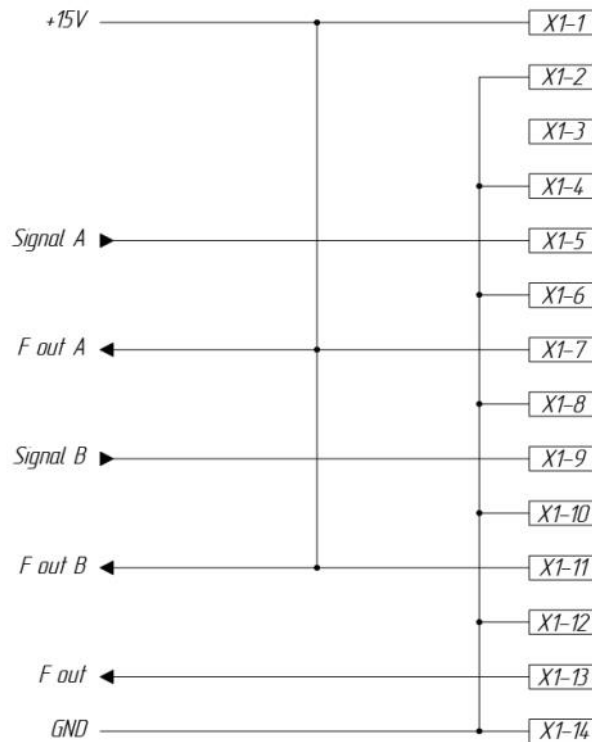 +15V X1-1
X1-2
X1-3
X1-4
Signal A X1-5
X1-6
F out A X1-7
X1-8
Signal B X1-9
X1-10
F out B X1-11
X1-12
F out X1-13
GND X1-14